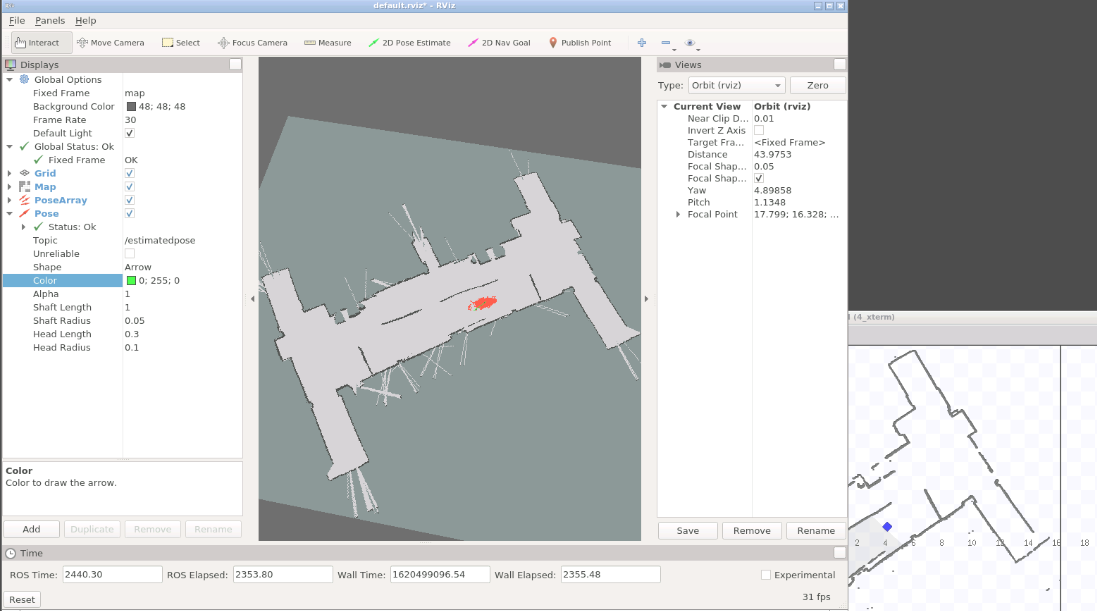 default.rviz* - RViz
File Panels Help
Interact Move Camera Select Focus Camera Measure 2D Pose Estimate 2D Nav Goal Publish Point
Displays
Global Options
Fixed Frame map
Background Color 48; 48; 48
Frame Rate 30
Default Light
Global Status: Ok
Fixed Frame OK
Grid
Map
PoseArray
Pose
Status: Ok
Topic /estimatedpose
Unreliable
Shape Arrow
Color 0; 255; 0
Alpha 1
Shaft Length 1
Shaft Radius 0.05
Head Length 0.3
Head Radius 0.1
Color
Color to draw the arrow.
Add Duplicate Remove Rename
Views
Type: Orbit (rviz) Zero
Current View Orbit (rviz)
Near Clip D... 0.01
Invert Z Axis
Target Fra... <Fixed Frame>
Distance 43.9753
Focal Shap... 0.05
Focal Shap...
Yaw 4.89858
Pitch 1.1348
Focal Point 17.799; 16.328; ...
Save Remove Rename
(4_xterm)
2 4 6 8 10 12 14 16 18
Time
ROS Time: 2440.30 ROS Elapsed: 2353.80 Wall Time: 1620499096.54 Wall Elapsed: 2355.48 Experimental
Reset 31 fps